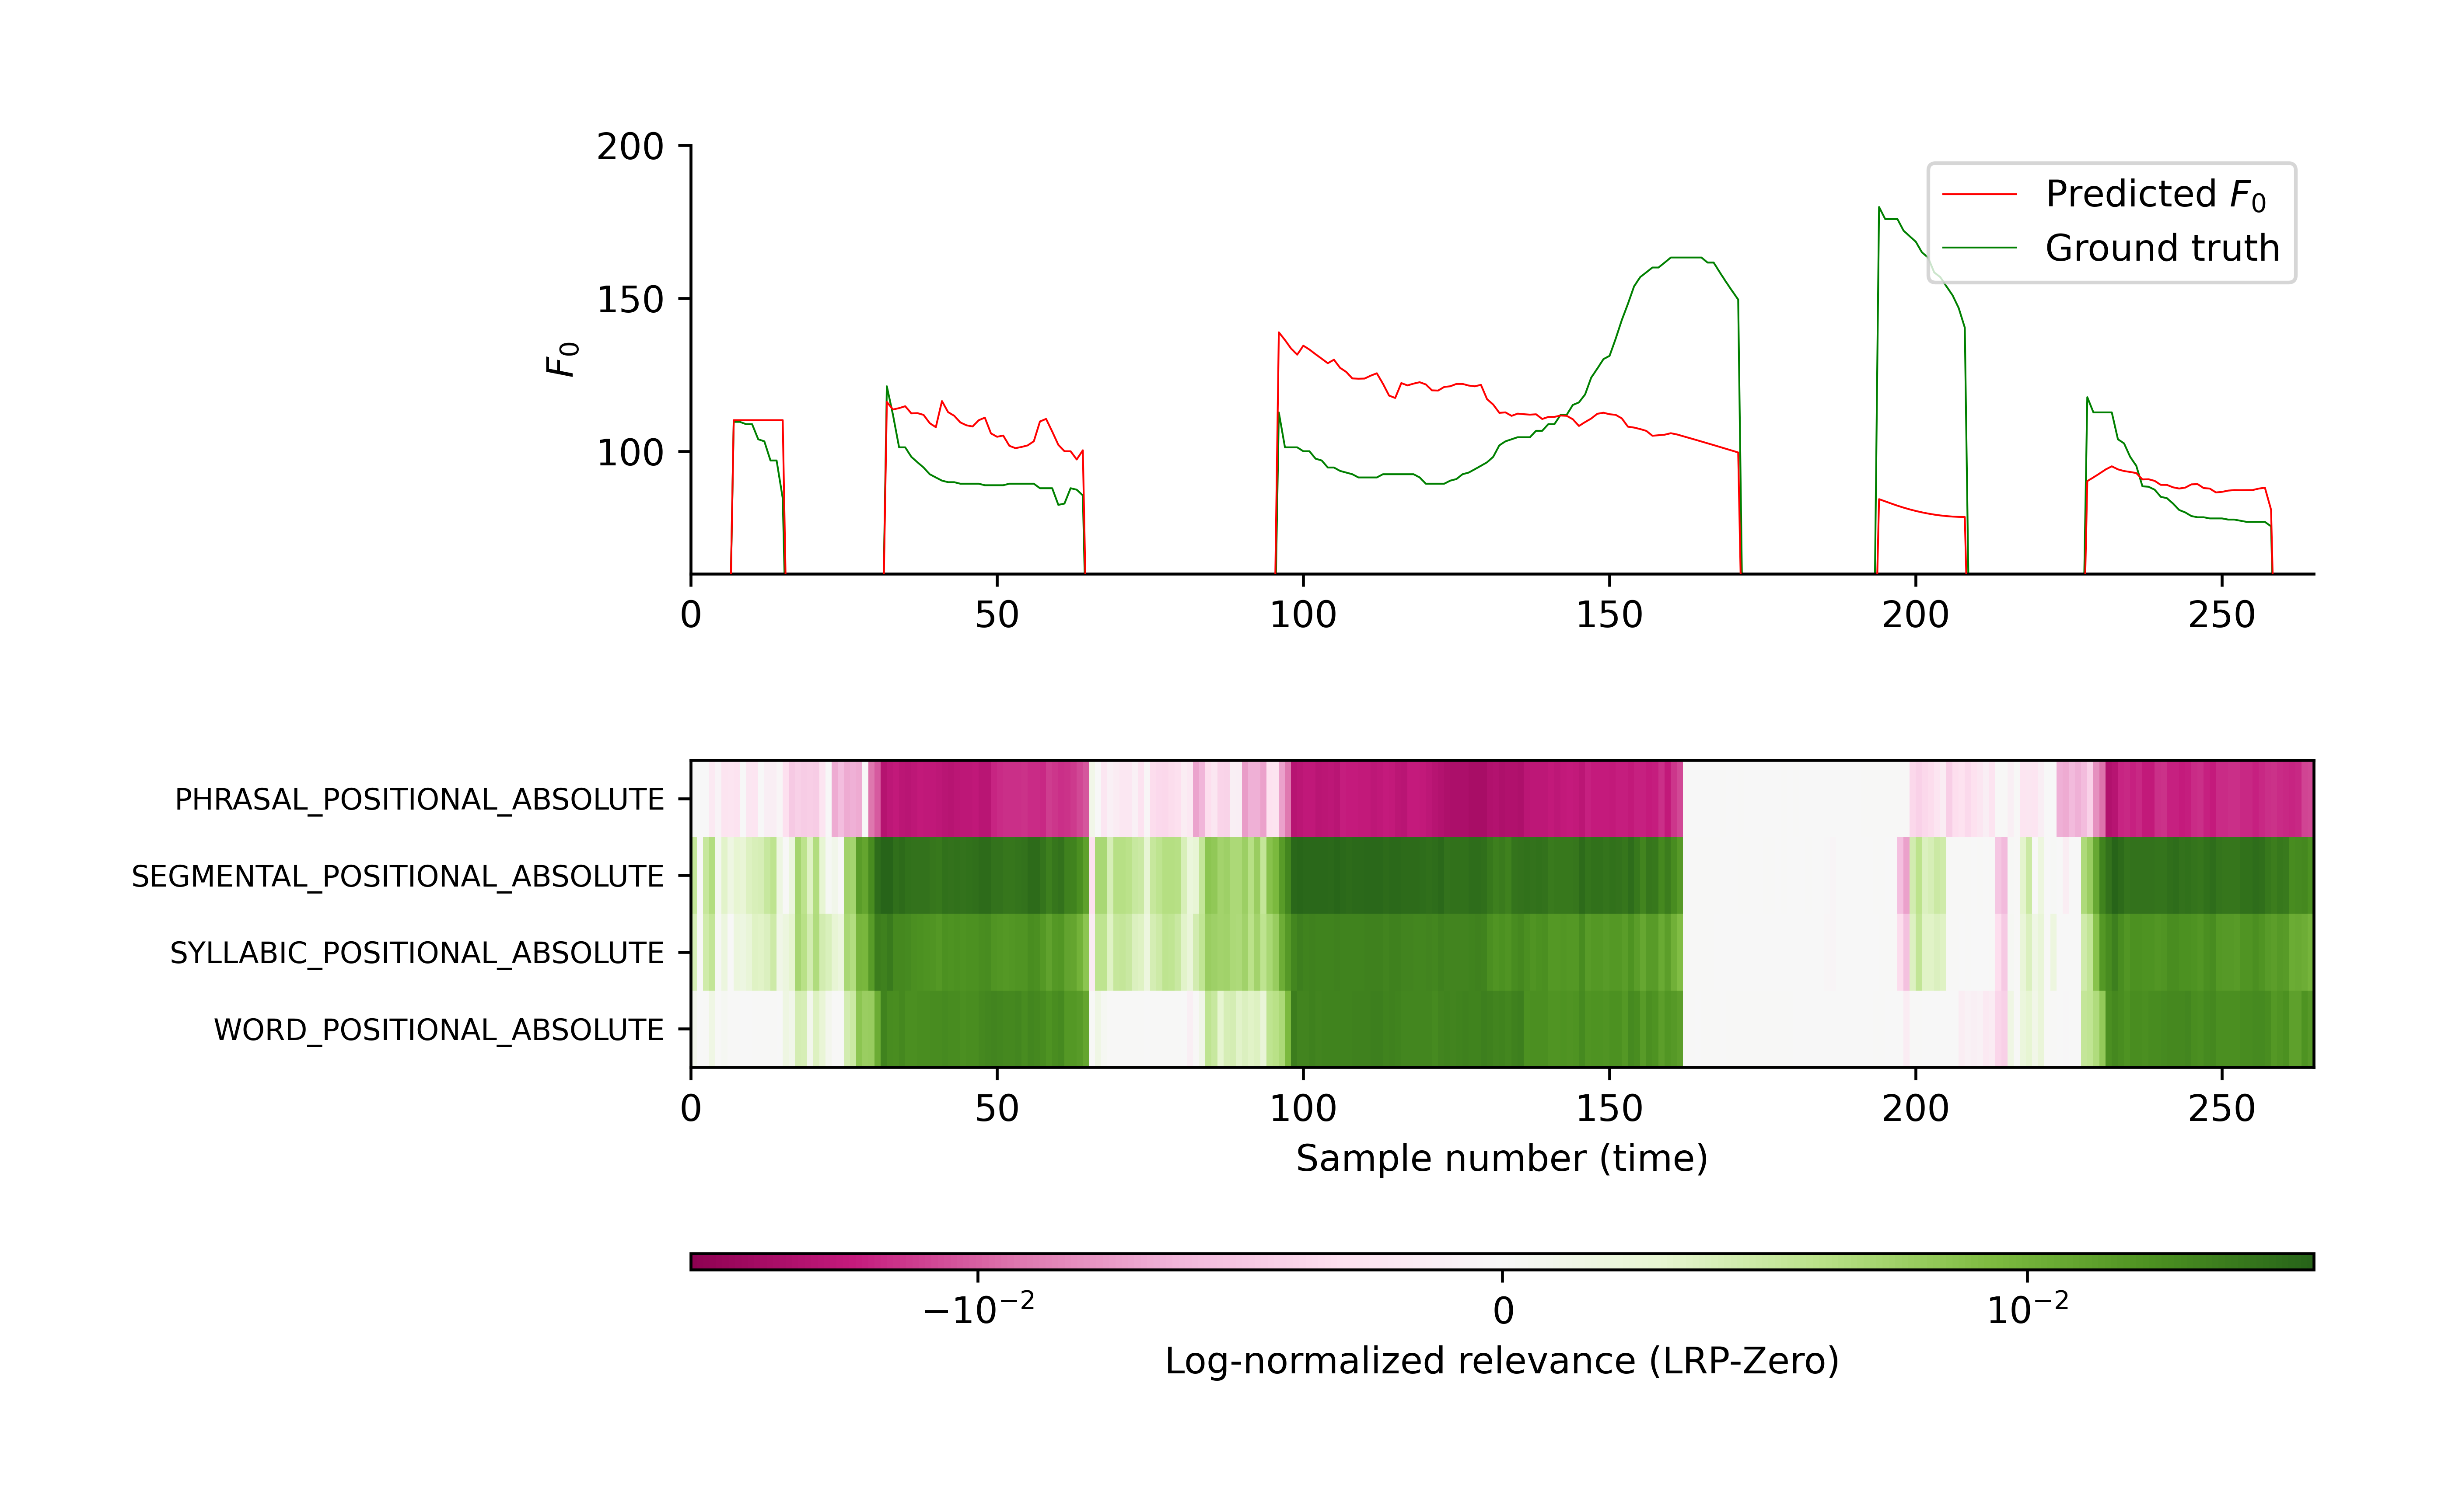 200
150
100
F₀
Predicted F₀
Ground truth
0 50 100 150 200 250
PHRASAL_POSITIONAL_ABSOLUTE
SEGMENTAL_POSITIONAL_ABSOLUTE
SYLLABIC_POSITIONAL_ABSOLUTE
WORD_POSITIONAL_ABSOLUTE
0 50 100 150 200 250
Sample number (time)
−10⁻² 0 10⁻²
Log-normalized relevance (LRP-Zero)